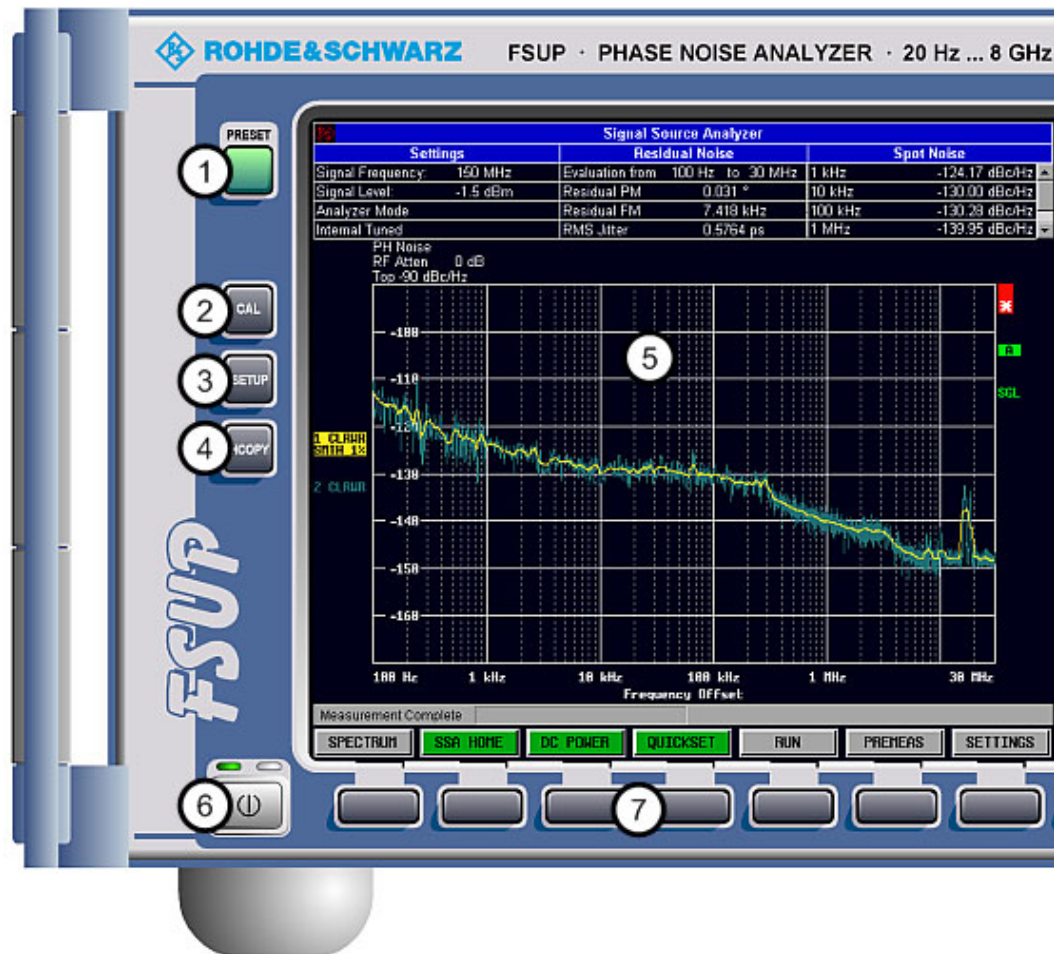 ROHDE&SCHWARZ FSUP · PHASE NOISE ANALYZER · 20 Hz ... 8 GHz
PRESET
1
Signal Source Analyzer
Settings Residual Noise Spot Noise
Signal Frequency: 150 MHz Evaluation from 100 Hz to 30 MHz 1 kHz -124.17 dBc/Hz
Signal Level: -1.5 dBm Residual PM 0.031 ° 10 kHz -130.00 dBc/Hz
Analyzer Mode Residual FM 7.418 kHz 100 kHz -130.28 dBc/Hz
Internal Tuned RMS Jitter 0.5764 ps 1 MHz -139.95 dBc/Hz
PH Noise
RF Atten 0 dB
Top -90 dBc/Hz
2 CAL
-100
5
A
3 SETUP
-110
SGL
4 HCOPY
-120
1 CLRWR
SMTH 1%
-130
2 CLRWR
-140
-150
-160
FSUP
100 Hz 1 kHz 10 kHz 100 kHz 1 MHz 30 MHz
Frequency Offset
Measurement Complete
SPECTRUM SSA HOME DC POWER QUICKSET RUN PREMEAS SETTINGS
6
7